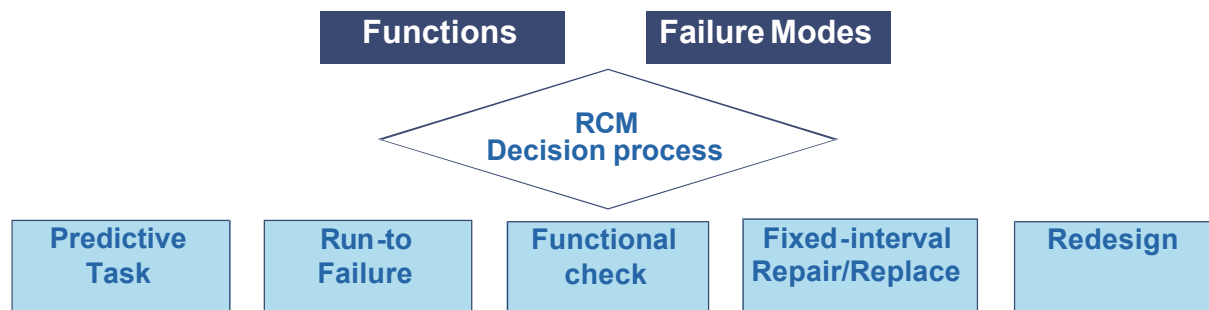 Functions
Failure Modes
RCM
Decision process
Predictive
Task
Run-to
Failure
Functional
check
Fixed-interval
Repair/Replace
Redesign